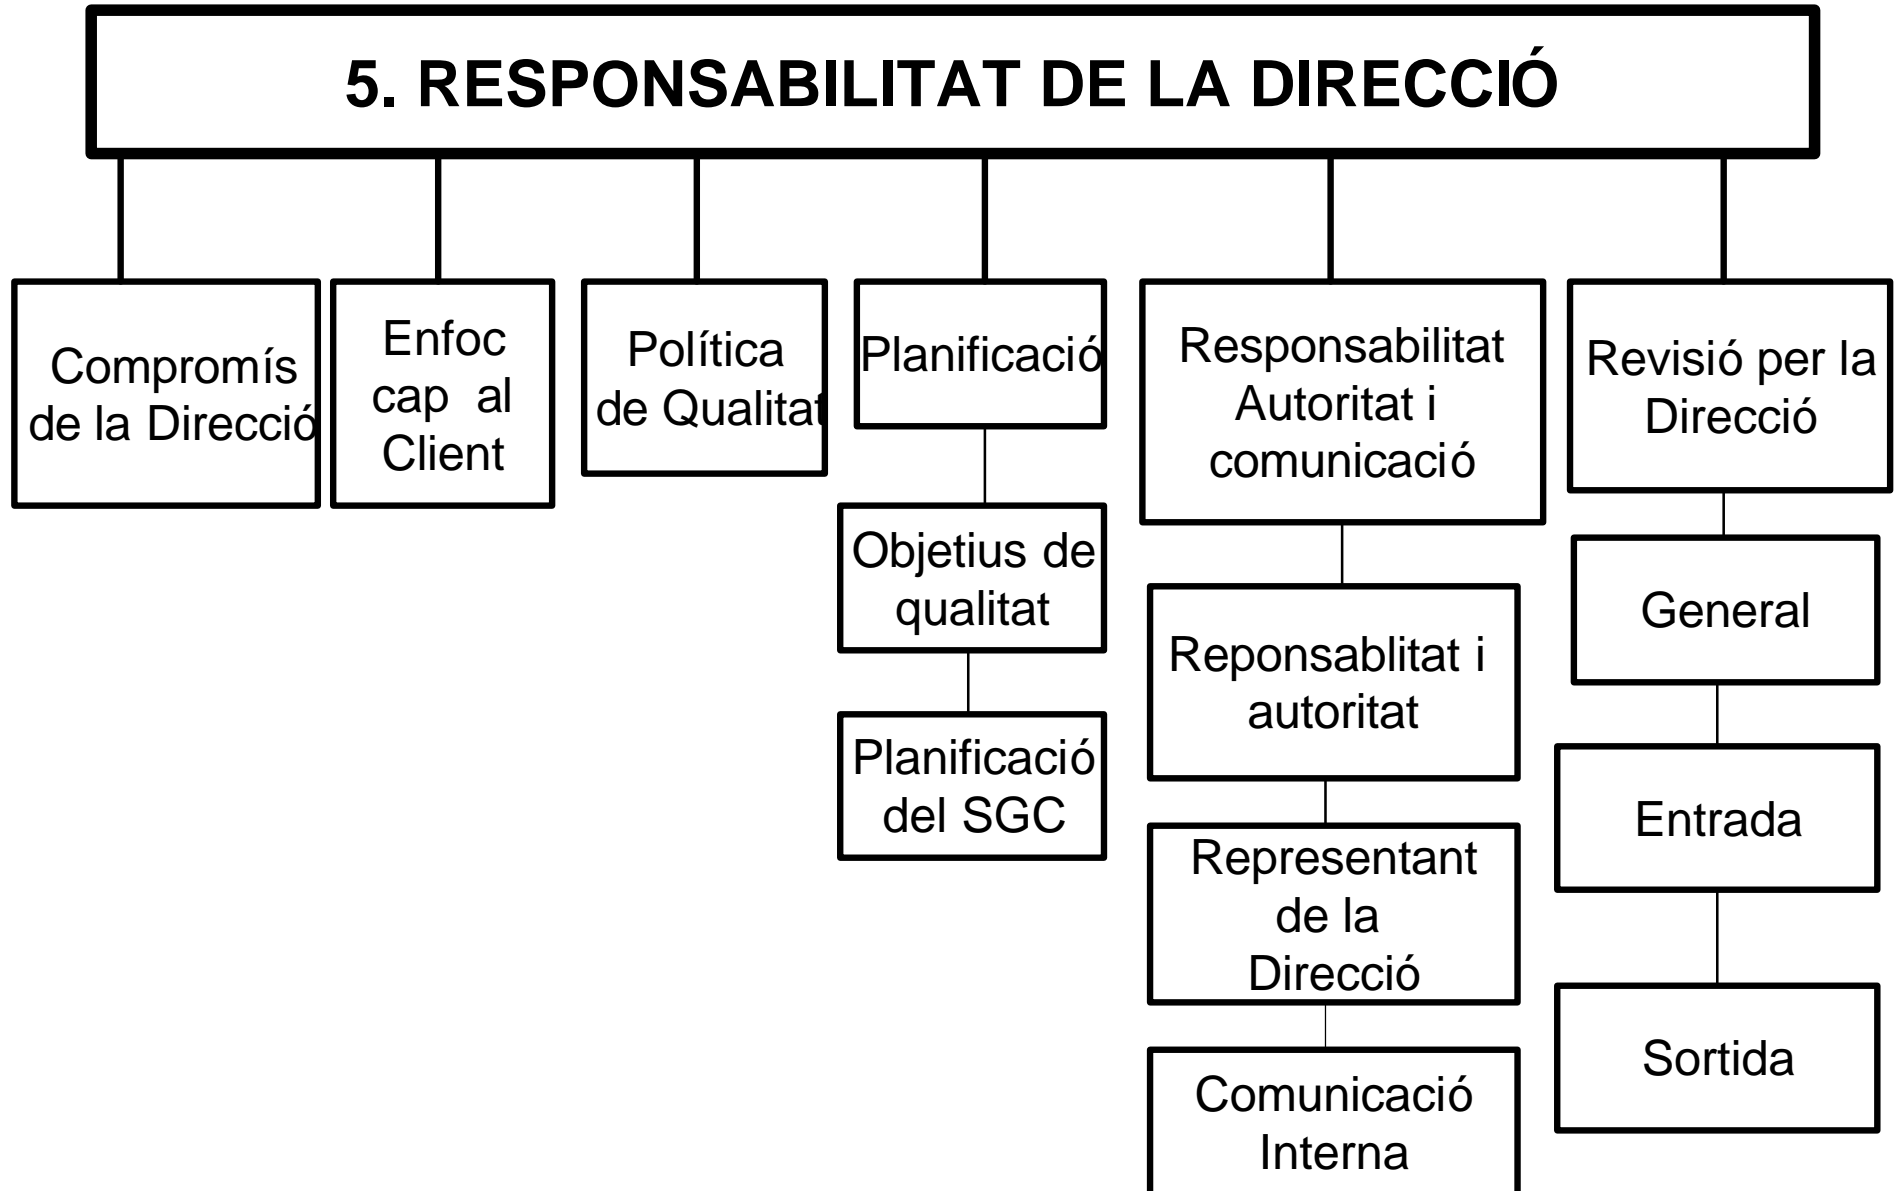 5. RESPONSABILITAT DE LA DIRECCIÓ
Compromís
de la Direcció
Enfoc
cap al
Client
Política
de Qualitat
Planificació
Objetius de
qualitat
Planificació
del SGC
Responsabilitat
Autoritat i
comunicació
Reponsablitat i
autoritat
Representant
de la
Direcció
Comunicació
Interna
Revisió per la
Direcció
General
Entrada
Sortida